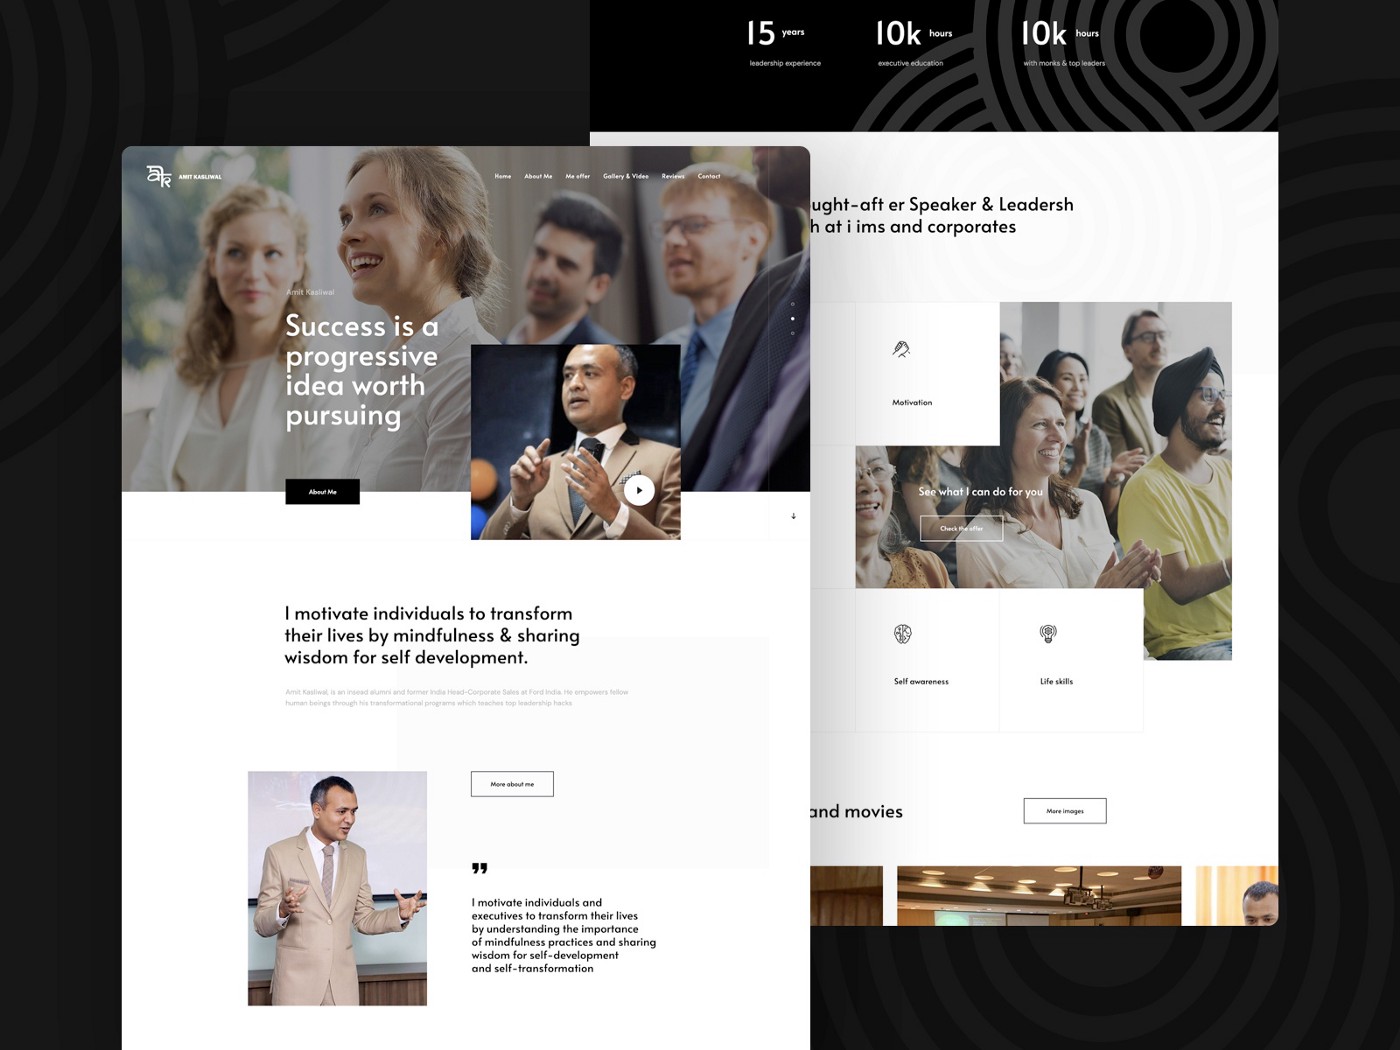 15 years
leadership experience
10k hours
executive education
10k hours
with monks & top leaders
AMIT KASLIWAL
Home
About Me
Me offer
Gallery & Video
Reviews
Contact
Amit Kasliwal
Success is a
progressive
idea worth
pursuing
About Me
I motivate individuals to transform
their lives by mindfulness & sharing
wisdom for self development.
Amit Kasliwal; is an insead alumni and former India Head-Corporate Sales at Ford India. He empowers fellow
human beings through his transformational programs which teaches top leadership hacks
More about me
"
I motivate individuals and
executives to transform their lives
by understanding the importance
of mindfulness practices and sharing
wisdom for self-development
and self-transformation
ught-aft er Speaker & Leadersh
h at i ims and corporates
Motivation
See what I can do for you
Check the offer
Self awareness
Life skills
and movies
More images